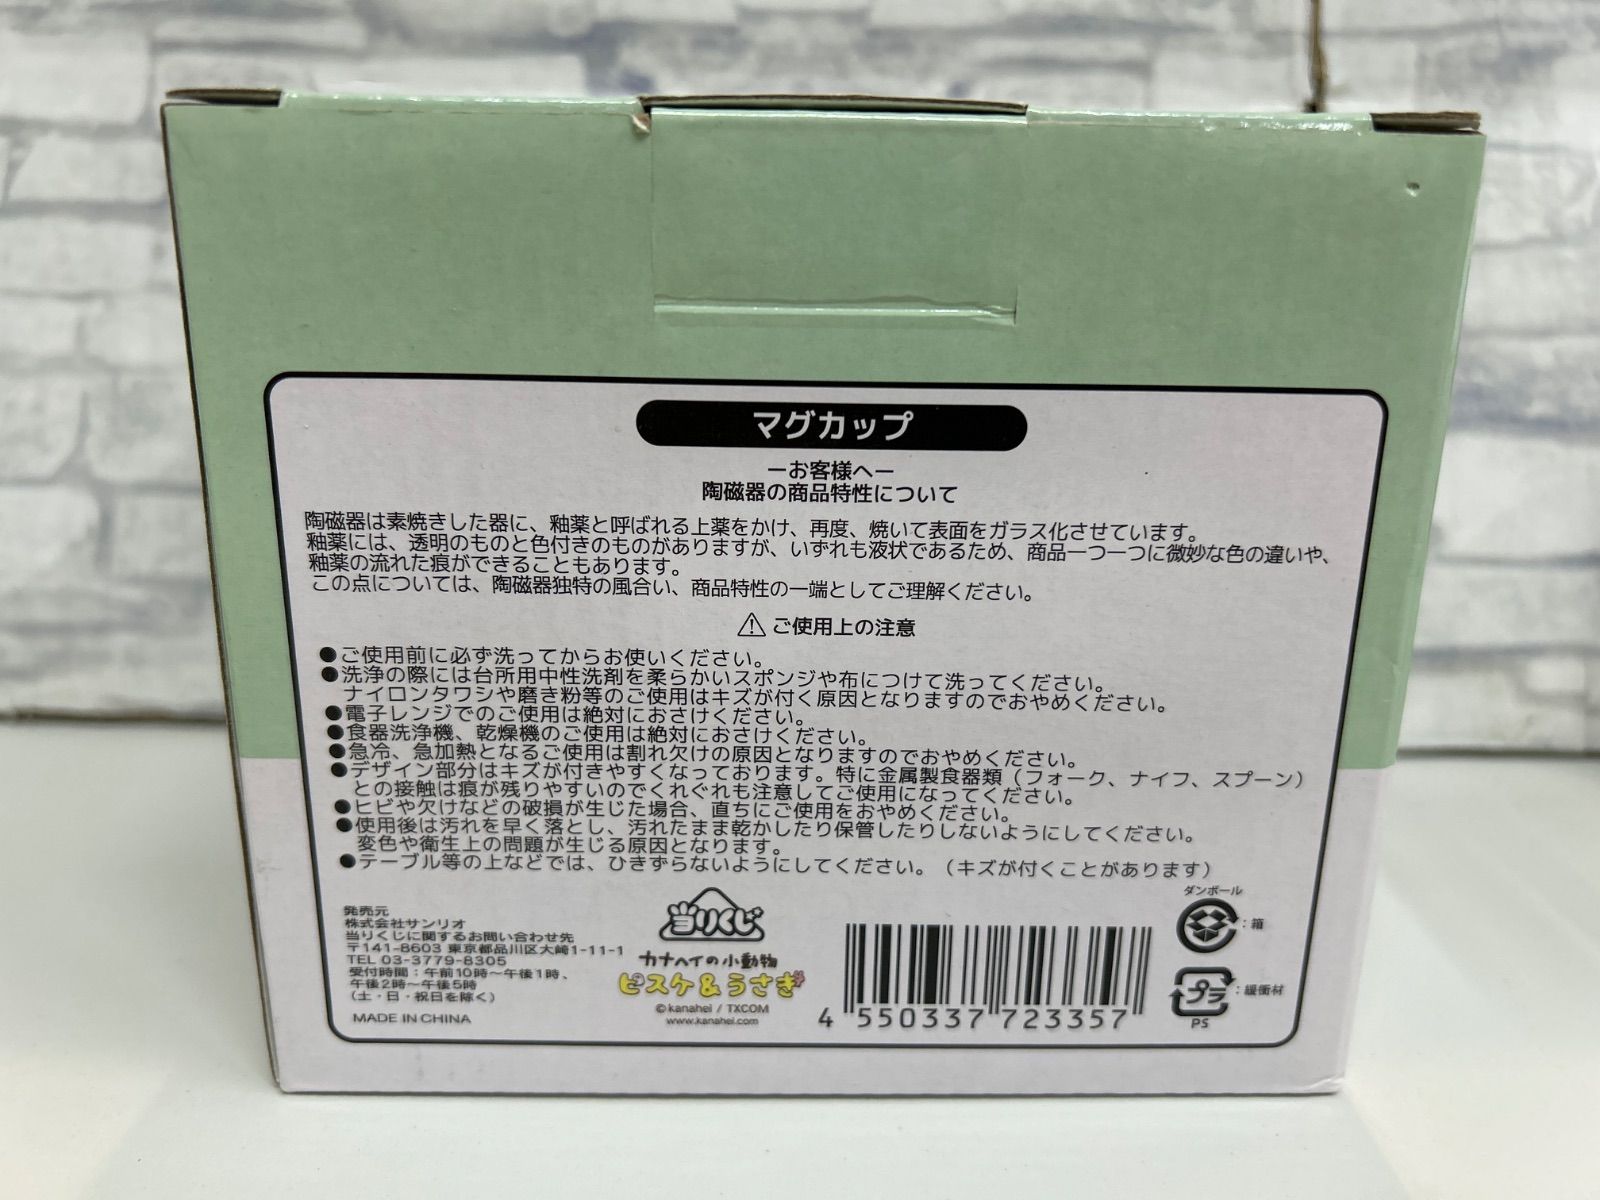 マグカップ
ーお客様へー
陶磁器の商品特性について
陶磁器は素焼きした器に、釉薬と呼ばれる上薬をかけ、再度、焼いて表面をガラス化させています。
釉薬には、透明のものと色付きのものがありますが、いずれも液状であるため、商品一つ一つに微妙な色の違いや、
釉薬の流れた痕ができることもあります。
この点については、陶磁器独特の風合い、商品特性の一端としてご理解ください。
⚠ご使用上の注意
●ご使用前に必ず洗ってからお使いください。
●洗浄の際には台所用中性洗剤を柔らかいスポンジや布につけて洗ってください。
ナイロンタワシや磨き粉等のご使用はキズが付く原因となりますのでおやめください。
●電子レンジでのご使用は絶対におさけください。
●食器洗浄機、乾燥機のご使用は絶対におさけください。
●急冷、急加熱となるご使用は割れ欠けの原因となりますのでおやめください。
●デザイン部分はキズが付きやすくなっております。特に金属製食器類（フォーク、ナイフ、スプーン）
との接触は痕が残りやすいのでくれぐれも注意してご使用になってください。
●ヒビや欠けなどの破損が生じた場合、直ちにご使用をおやめください。
●使用後は汚れを早く落とし、汚れたまま乾かしたり保管したりしないようにしてください。
変色や衛生上の問題が生じる原因となります。
●テーブル等の上などでは、ひきずらないようにしてください。（キズが付くことがあります）
発売元
株式会社サンリオ
当りくじに関するお問い合わせ先
〒141-8603 東京都品川区大崎1-11-1
TEL 03-3779-8305
受付時間：午前10時～午後1時、
午後2時～午後5時
（土・日・祝日を除く）
MADE IN CHINA
当りくじ
カナヘイの小動物
ピスケ&うさぎ
©kanahei / TXCOM
www.kanahei.com
4 550337 723357
ダンボール
：箱
プラ
：緩衝材
PS